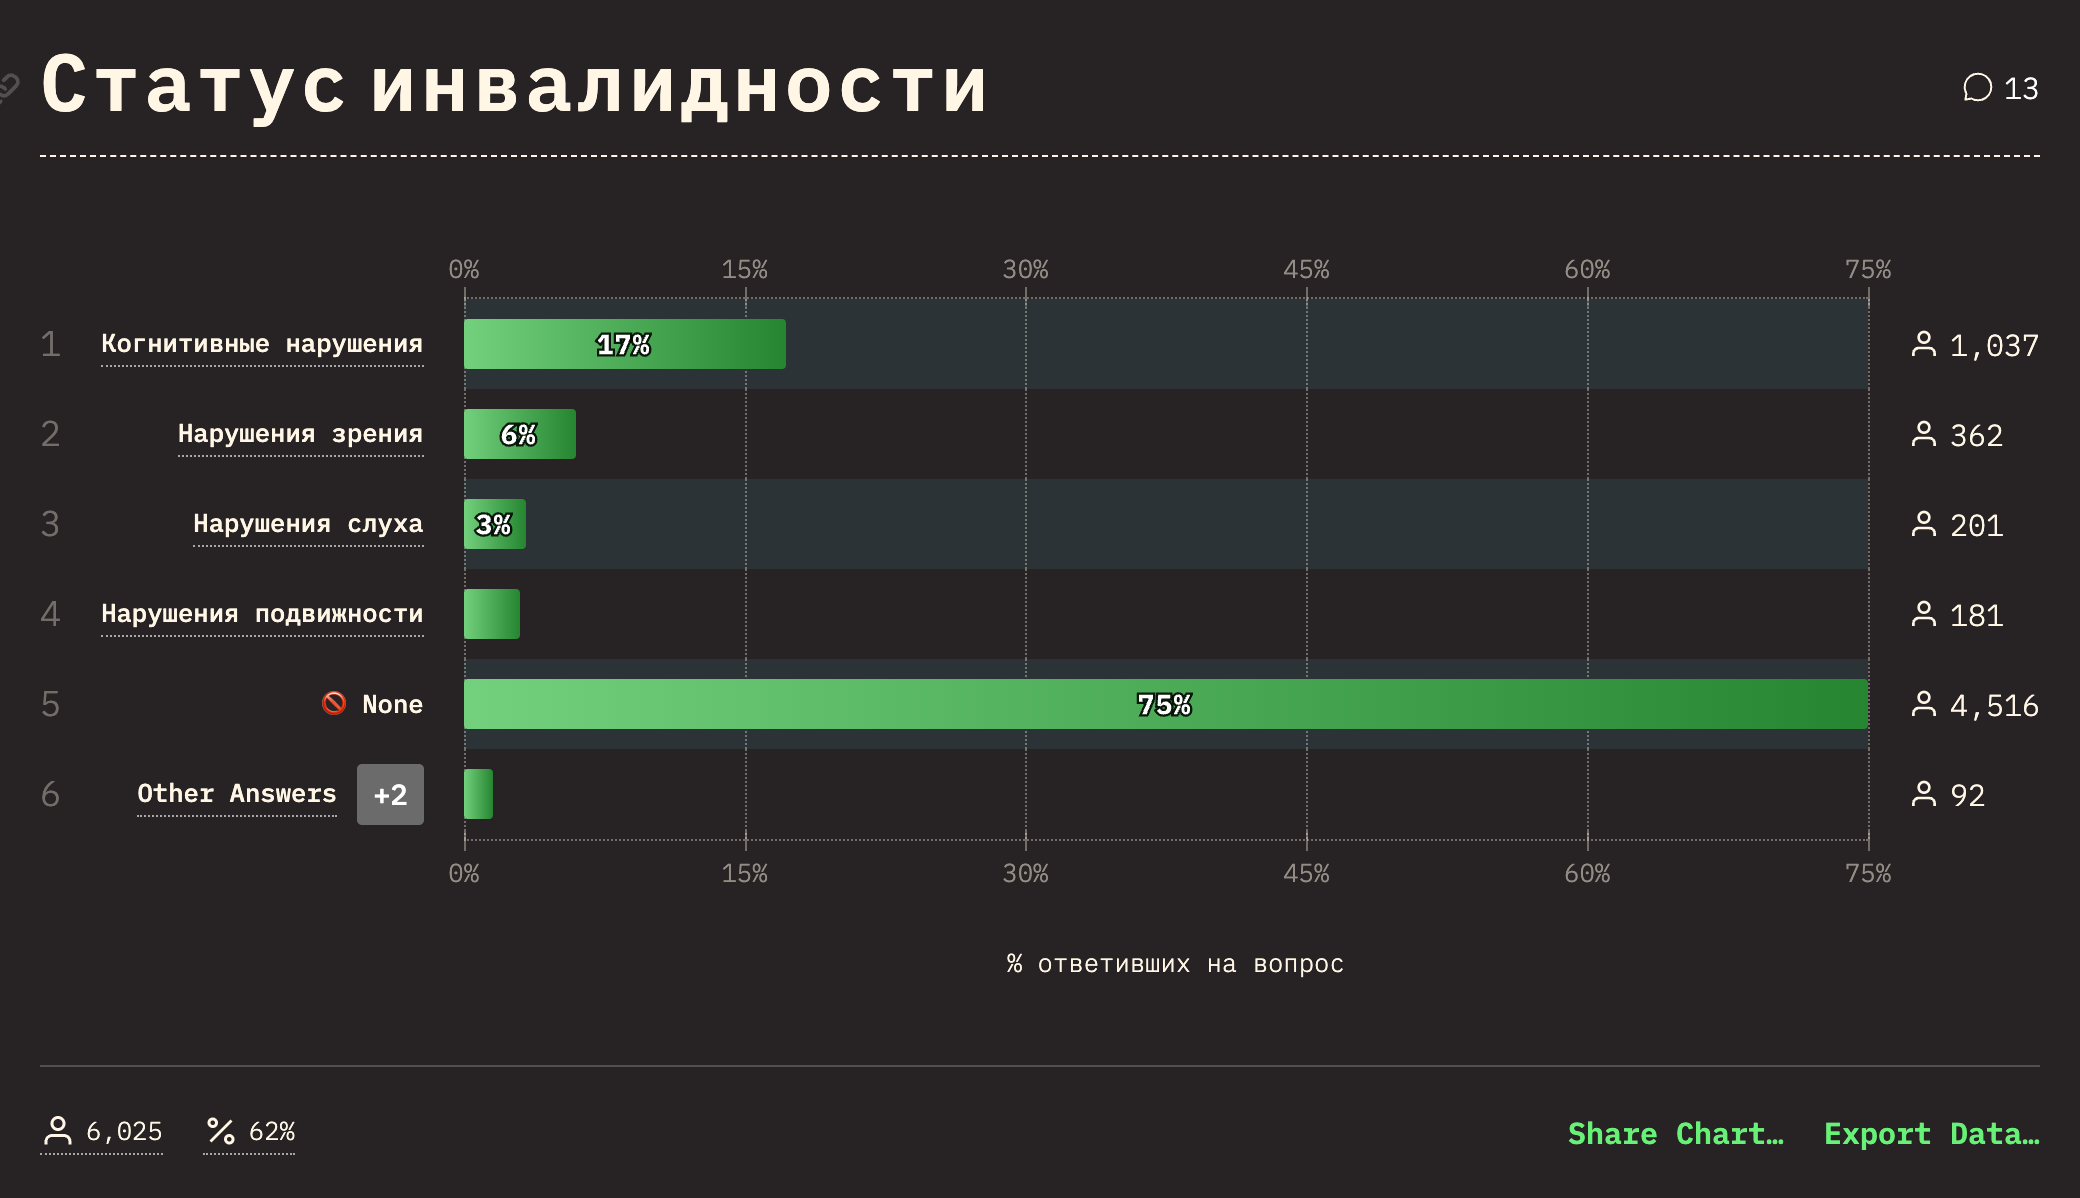 Статус инвалидности
13
0% 15% 30% 45% 60% 75%
1 Когнитивные нарушения 17% 1,037
2 Нарушения зрения 6% 362
3 Нарушения слуха 3% 201
4 Нарушения подвижности 181
5 None 75% 4,516
6 Other Answers +2 92
0% 15% 30% 45% 60% 75%
% ответивших на вопрос
6,025 62% Share Chart… Export Data…